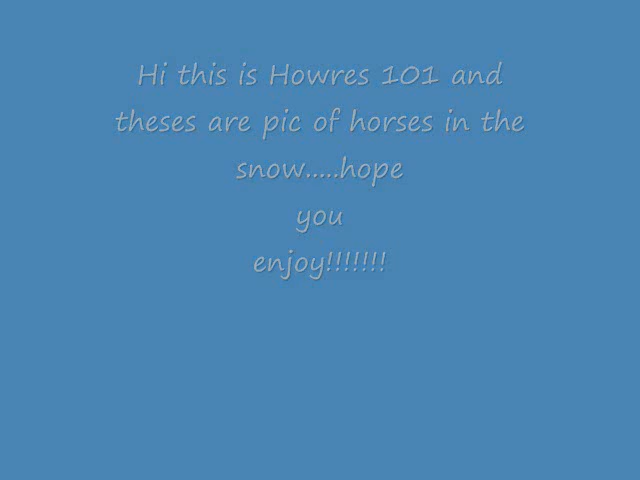 Hi this is Howres 101 and
theses are pic of horses in the
snow.....hope
you
enjoy!!!!!!!